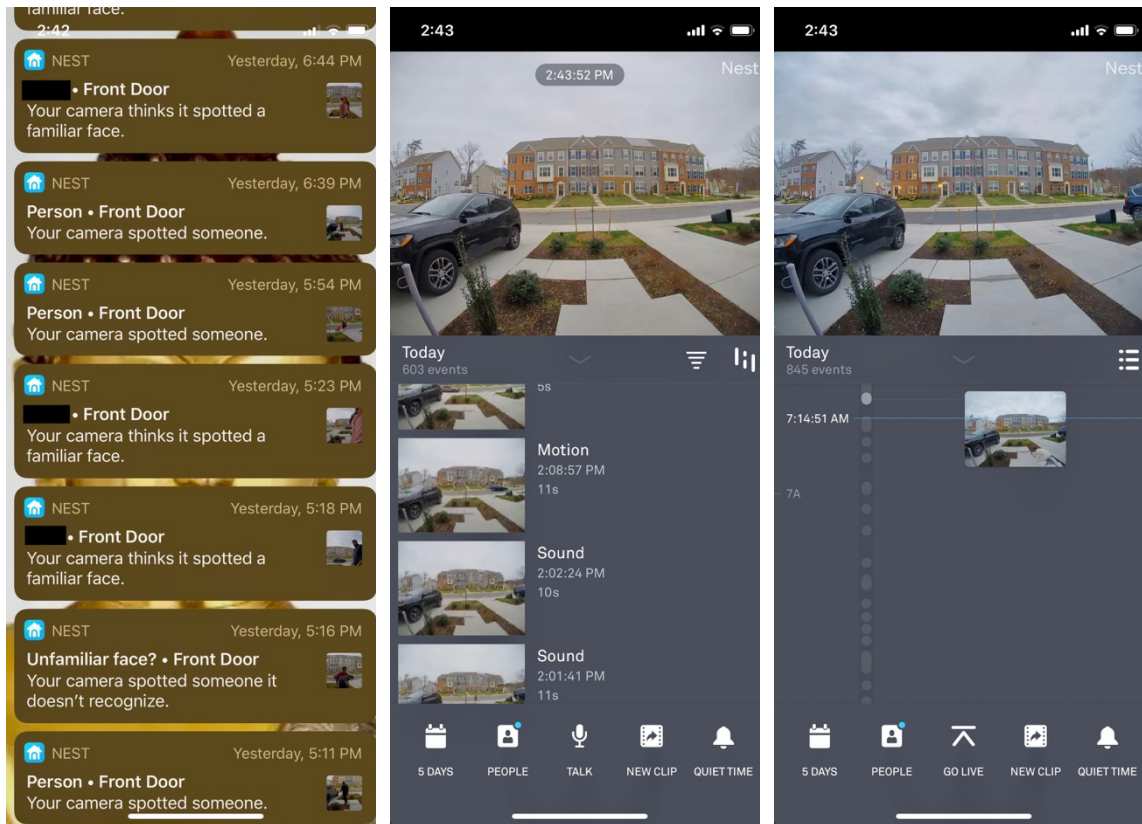 familiar face.
2:42
NEST
Yesterday, 6:44 PM
• Front Door
Your camera thinks it spotted a
familiar face.
NEST
Yesterday, 6:39 PM
Person • Front Door
Your camera spotted someone.
NEST
Yesterday, 5:54 PM
Person • Front Door
Your camera spotted someone.
NEST
Yesterday, 5:23 PM
• Front Door
Your camera thinks it spotted a
familiar face.
NEST
Yesterday, 5:18 PM
• Front Door
Your camera thinks it spotted a
familiar face.
NEST
Yesterday, 5:16 PM
Unfamiliar face? • Front Door
Your camera spotted someone it
doesn't recognize.
NEST
Yesterday, 5:11 PM
Person • Front Door
Your camera spotted someone.
2:43
2:43:52 PM
Nest
Today
603 events
5s
Motion
2:08:57 PM
11s
Sound
2:02:24 PM
10s
Sound
2:01:41 PM
11s
5 DAYS
PEOPLE
TALK
NEW CLIP
QUIET TIME
2:43
Nest
Today
845 events
7:14:51 AM
7A
5 DAYS
PEOPLE
GO LIVE
NEW CLIP
QUIET TIME